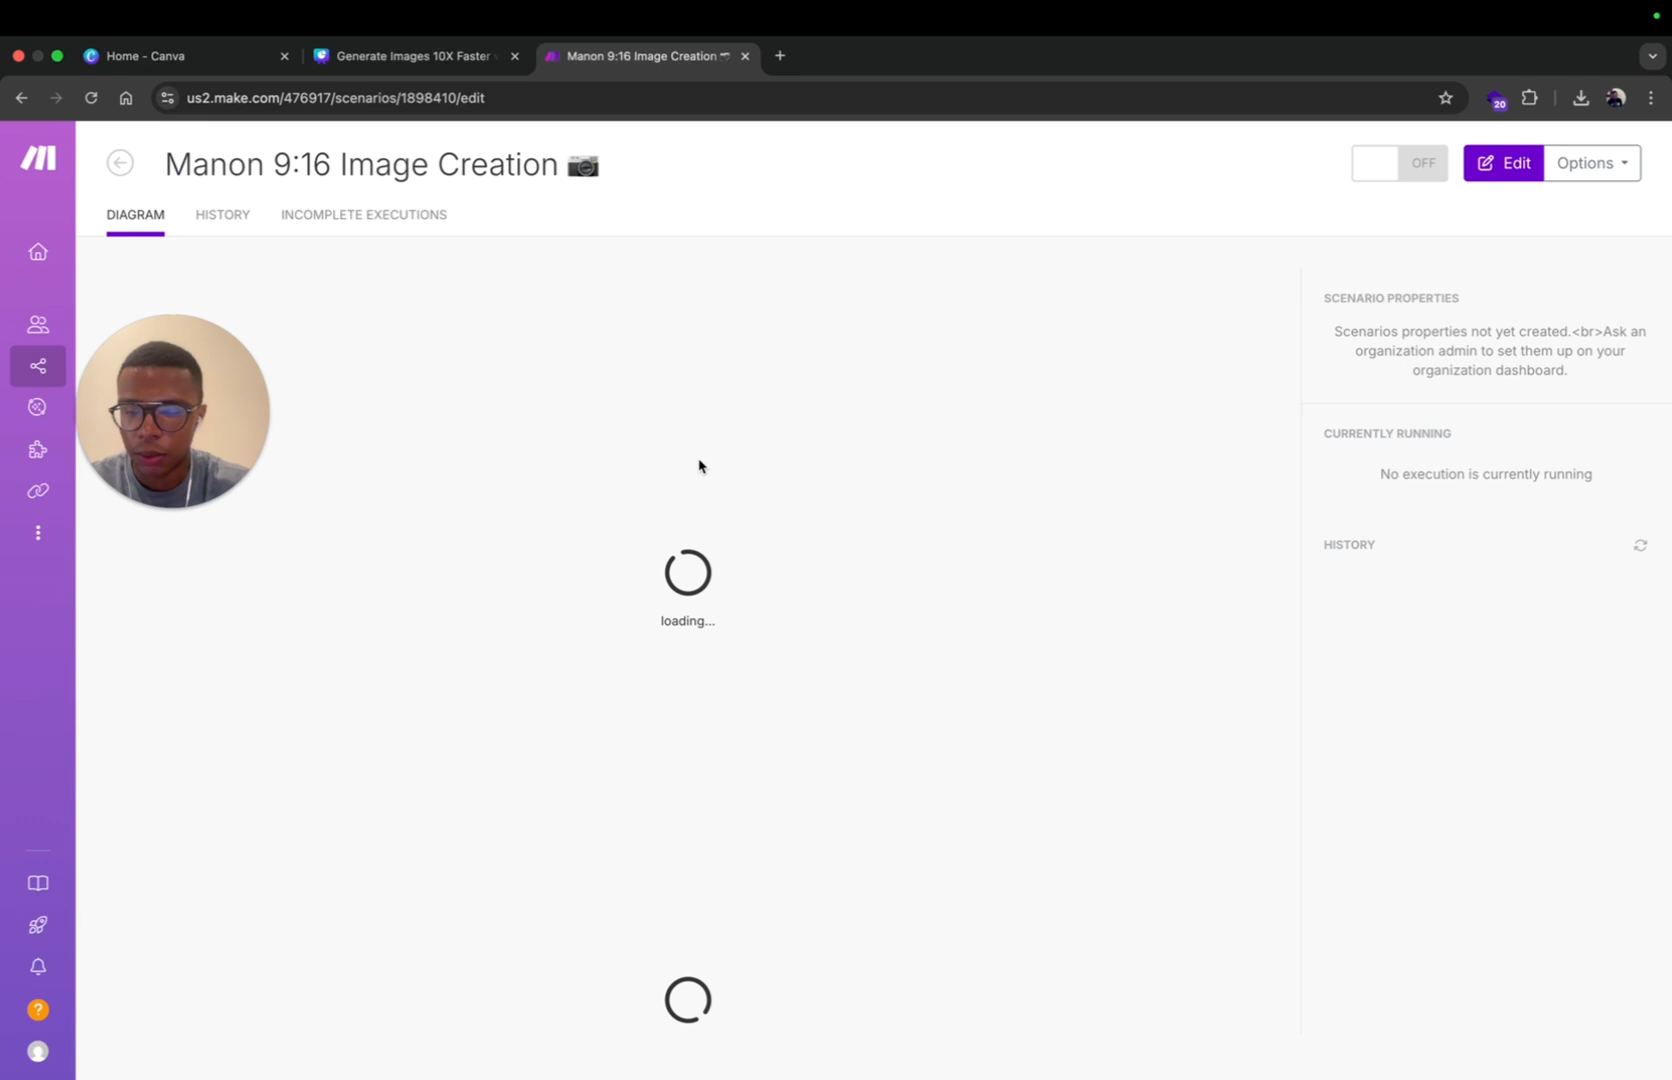 Home - Canva
Generate Images 10X Faster
Manon 9:16 Image Creation
us2.make.com/476917/scenarios/1898410/edit
20
Manon 9:16 Image Creation 📷
OFF
Edit
Options
DIAGRAM
HISTORY
INCOMPLETE EXECUTIONS
SCENARIO PROPERTIES
Scenarios properties not yet created.<br>Ask an
organization admin to set them up on your
organization dashboard.
CURRENTLY RUNNING
No execution is currently running
HISTORY
loading...
?